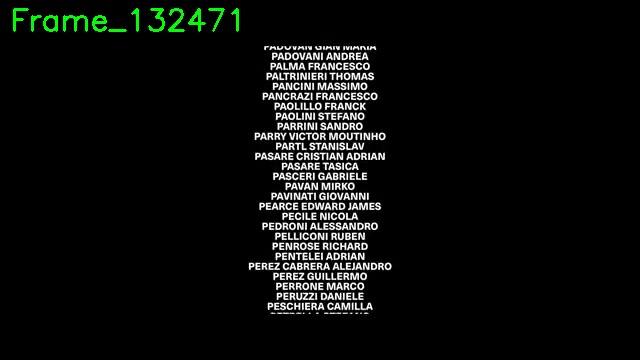 Frame_132471
PADOVAN GIAN MARIA
PADOVANI ANDREA
PALMA FRANCESCO
PALTRINIERI THOMAS
PANCINI MASSIMO
PANCRAZI FRANCESCO
PAOLILLO FRANCK
PAOLINI STEFANO
PARRINI SANDRO
PARRY VICTOR MOUTINHO
PARTL STANISLAV
PASARE CRISTIAN ADRIAN
PASARE TASICA
PASCERI GABRIELE
PAVAN MIRKO
PAVINATI GIOVANNI
PEARCE EDWARD JAMES
PECILE NICOLA
PEDRONI ALESSANDRO
PELLICONI RUBEN
PENROSE RICHARD
PENTELEI ADRIAN
PEREZ CABRERA ALEJANDRO
PEREZ GUILLERMO
PERRONE MARCO
PERUZZI DANIELE
PESCHIERA CAMILLA